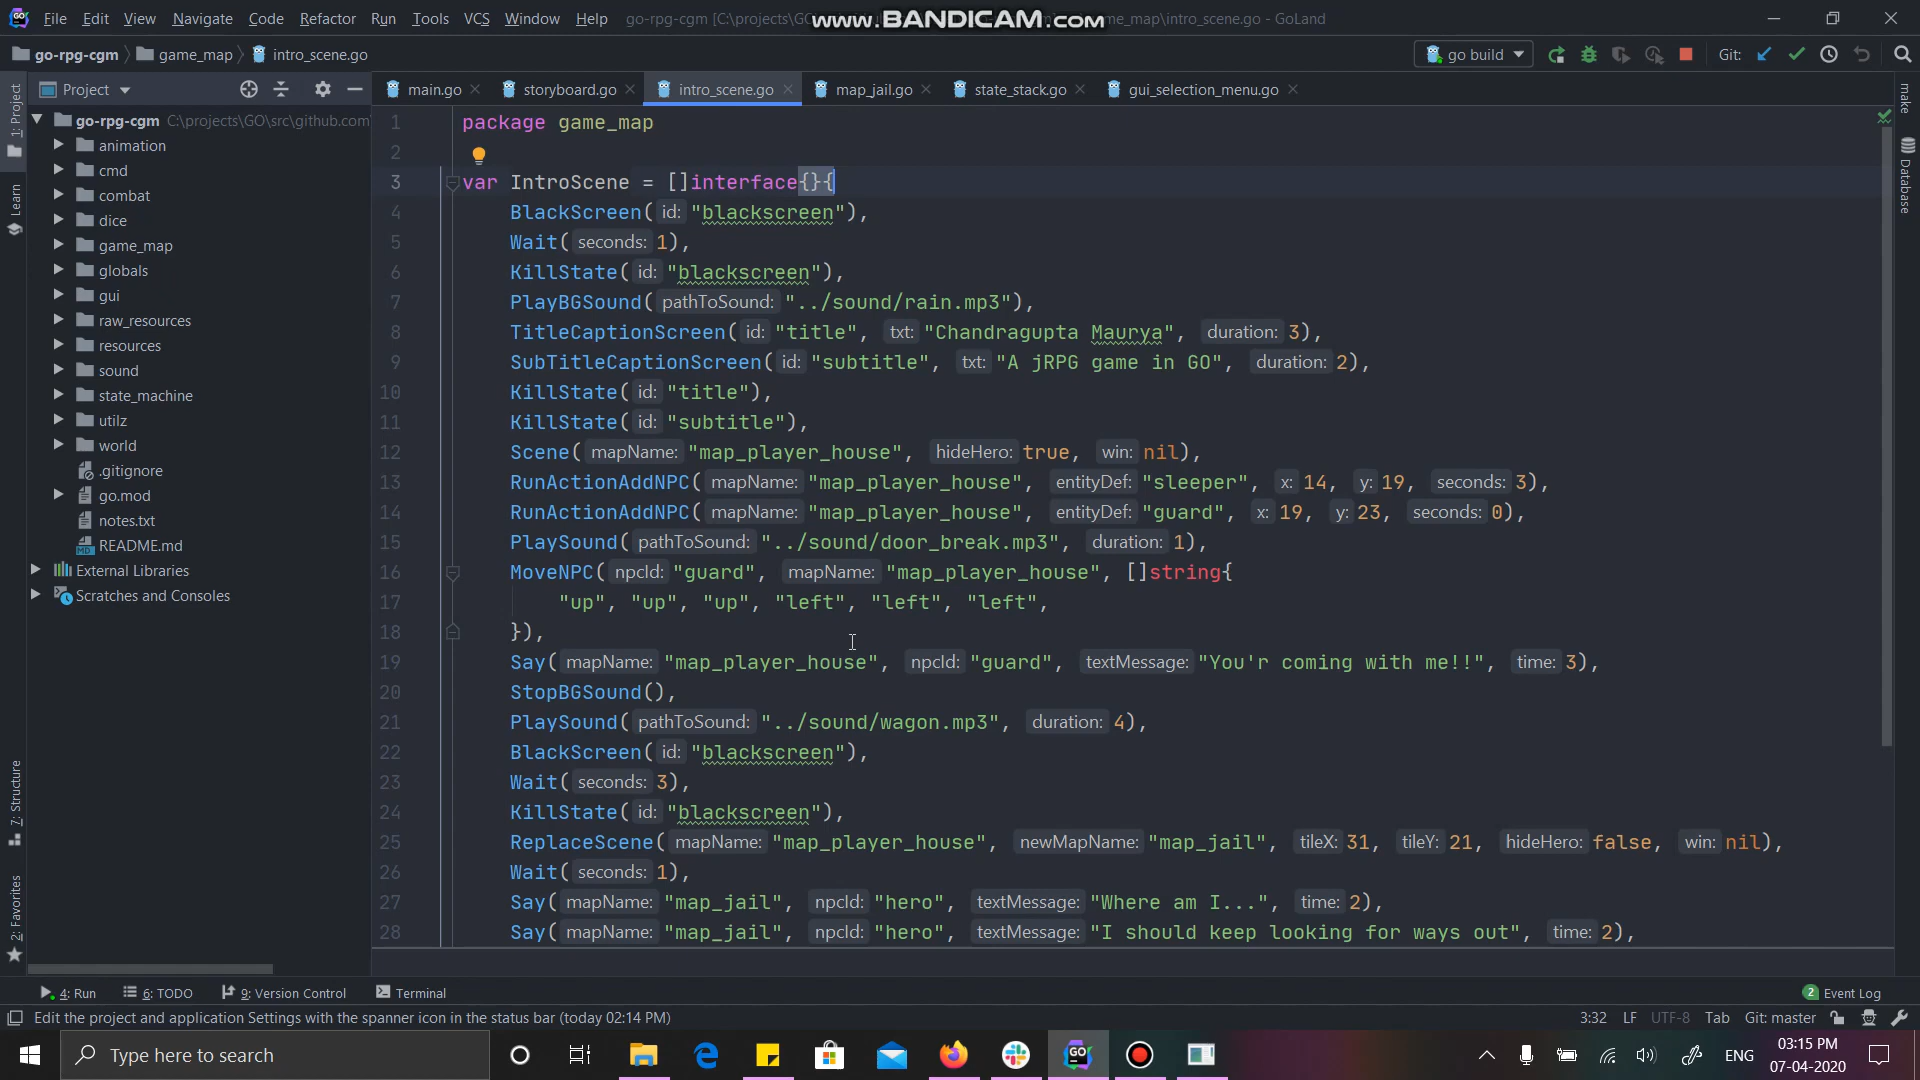 File Edit View Navigate Code Refactor Run Tools VCS Window Help go-rpg-cgm [C:\projects\GO www.BANDICAM.com me_map\intro_scene.go - GoLand
go-rpg-cgm game_map intro_scene.go go build Git:
Project main.go storyboard.go intro_scene.go map_jail.go state_stack.go gui_selection_menu.go
1: Project
Learn
7: Structure
2: Favorites
make
Database
go-rpg-cgm C:\projects\GO\src\github.com
animation
cmd
combat
dice
game_map
globals
gui
raw_resources
resources
sound
state_machine
utilz
world
.gitignore
go.mod
notes.txt
README.md
External Libraries
Scratches and Consoles
1 package game_map
2
3 var IntroScene = []interface{}{
4 BlackScreen( id: "blackscreen"),
5 Wait( seconds: 1),
6 KillState( id: "blackscreen"),
7 PlayBGSound( pathToSound: "../sound/rain.mp3"),
8 TitleCaptionScreen( id: "title", txt: "Chandragupta Maurya", duration: 3),
9 SubTitleCaptionScreen( id: "subtitle", txt: "A jRPG game in GO", duration: 2),
10 KillState( id: "title"),
11 KillState( id: "subtitle"),
12 Scene( mapName: "map_player_house", hideHero: true, win: nil),
13 RunActionAddNPC( mapName: "map_player_house", entityDef: "sleeper", x: 14, y: 19, seconds: 3),
14 RunActionAddNPC( mapName: "map_player_house", entityDef: "guard", x: 19, y: 23, seconds: 0),
15 PlaySound( pathToSound: "../sound/door_break.mp3", duration: 1),
16 MoveNPC( npcId: "guard", mapName: "map_player_house", []string{
17 "up", "up", "up", "left", "left", "left",
18 }),
19 Say( mapName: "map_player_house", npcId: "guard", textMessage: "You'r coming with me!!", time: 3),
20 StopBGSound(),
21 PlaySound( pathToSound: "../sound/wagon.mp3", duration: 4),
22 BlackScreen( id: "blackscreen"),
23 Wait( seconds: 3),
24 KillState( id: "blackscreen"),
25 ReplaceScene( mapName: "map_player_house", newMapName: "map_jail", tileX: 31, tileY: 21, hideHero: false, win: nil),
26 Wait( seconds: 1),
27 Say( mapName: "map_jail", npcId: "hero", textMessage: "Where am I...", time: 2),
28 Say( mapName: "map_jail", npcId: "hero", textMessage: "I should keep looking for ways out", time: 2),
4: Run 6: TODO 9: Version Control Terminal 2 Event Log
Edit the project and application Settings with the spanner icon in the status bar (today 02:14 PM) 3:32 LF UTF-8 Tab Git: master
Type here to search GO ENG 03:15 PM
07-04-2020